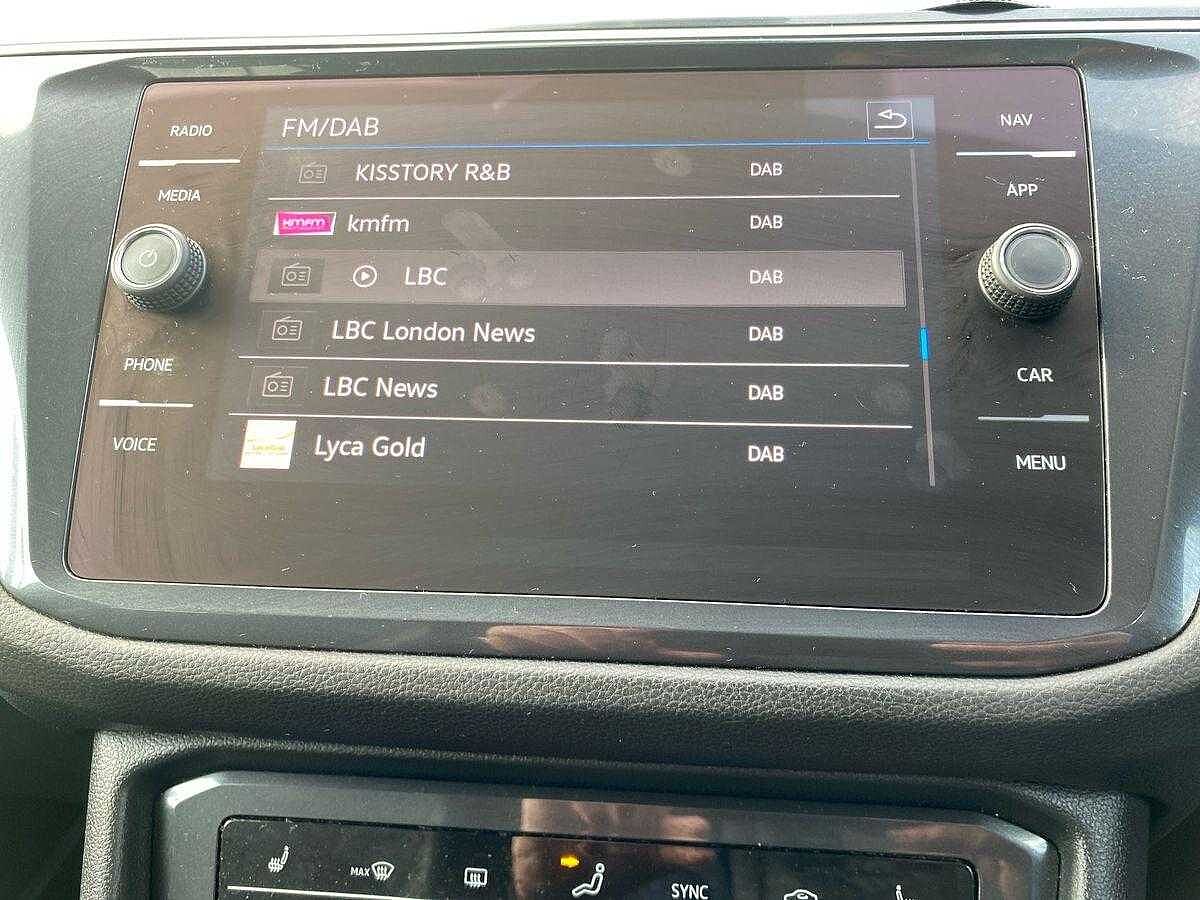 RADIO
MEDIA
PHONE
VOICE
FM/DAB
KISSTORY R&B DAB
kmfm kmfm DAB
LBC DAB
LBC London News DAB
LBC News DAB
Lyca Gold DAB
NAV
APP
CAR
MENU
MAX
SYNC